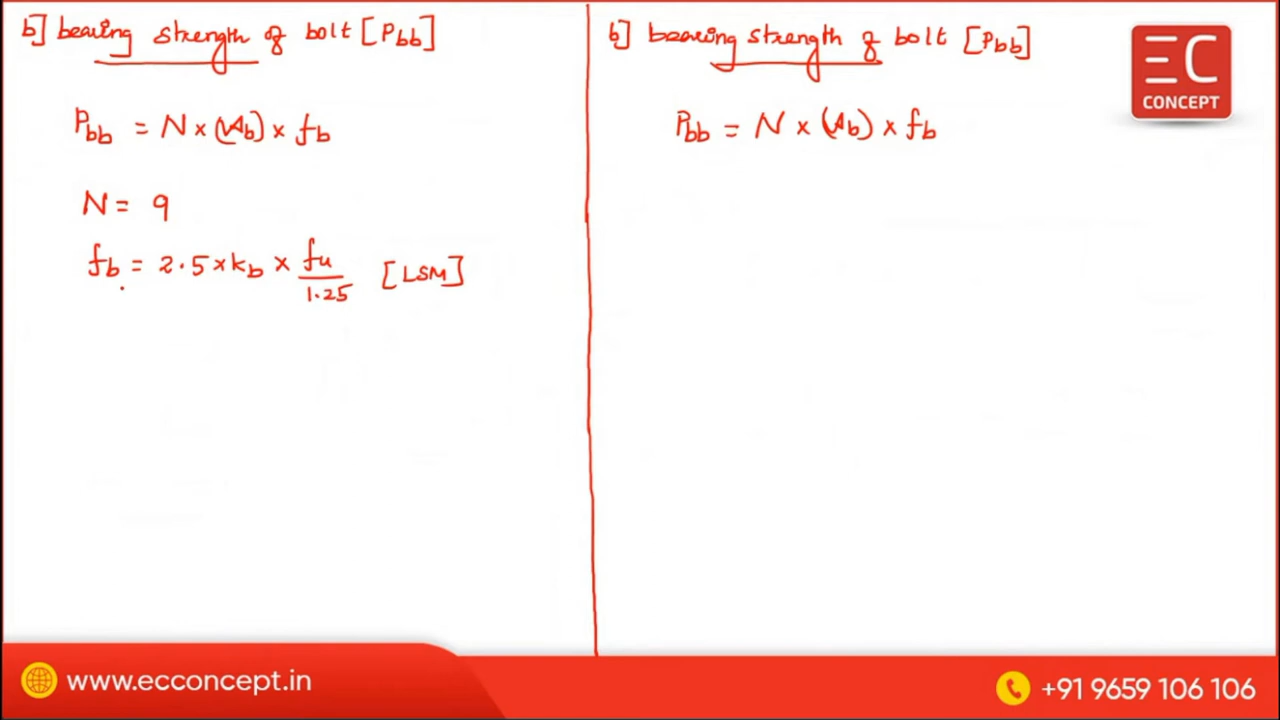 b] bearing strength of bolt [Pbb]
Pbb = N × (Ab) × fb
N = 9
fb = 2.5 × kb × fu / 1.25 [LSM]
b] bearing strength of bolt [Pbb]
Pbb = N × (Ab) × fb
EC
CONCEPT
www.ecconcept.in
+91 9659 106 106